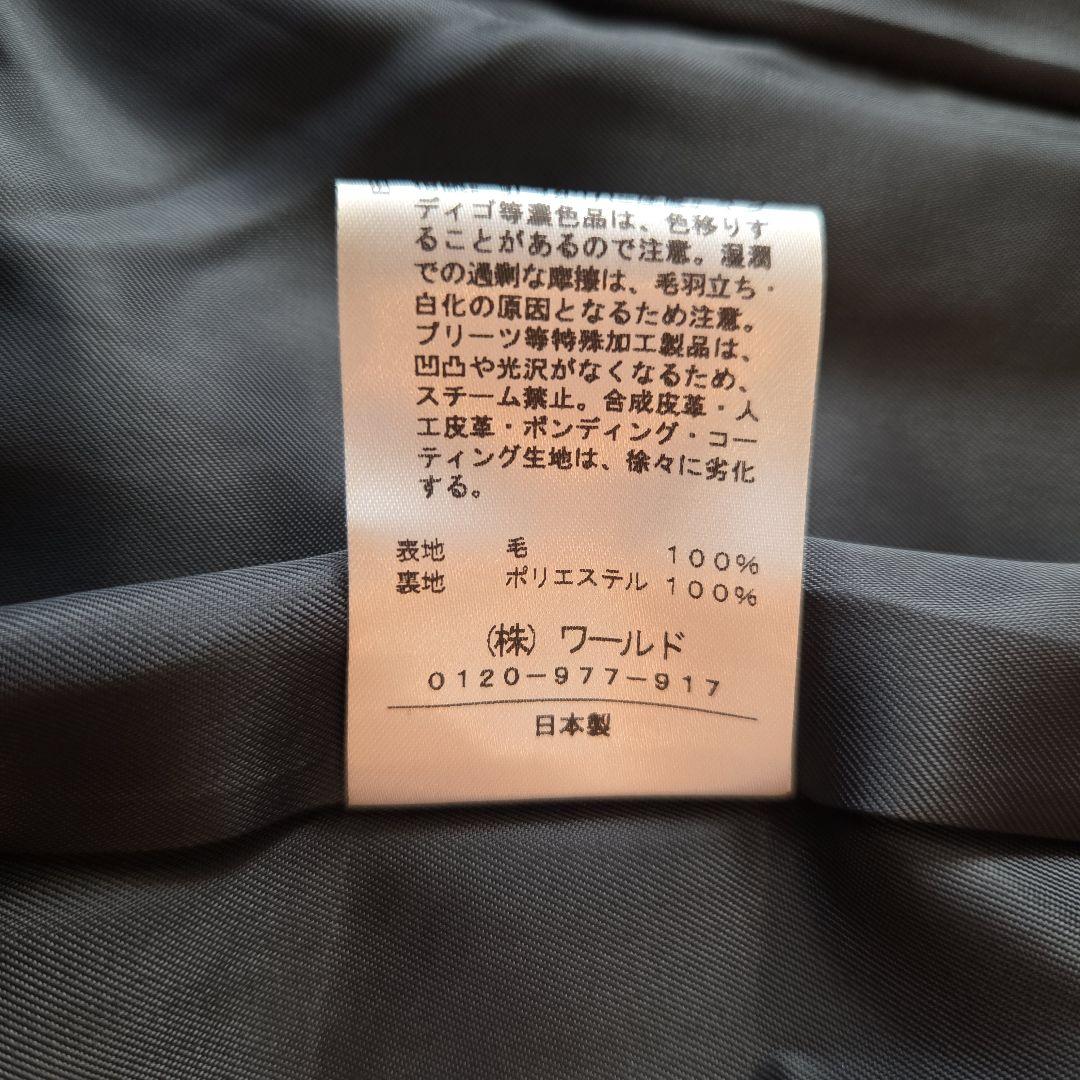 ディゴ等濃色品は、色移りす
ることがあるので注意。湿潤
での過剰な摩擦は、毛羽立ち・
白化の原因となるため注意。
プリーツ等特殊加工製品は、
凹凸や光沢がなくなるため、
スチーム禁止。合成皮革・人
工皮革・ボンディング・コー
ティング生地は、徐々に劣化
する。
表地 毛 100%
裏地 ポリエステル 100%
(株)ワールド
0120-977-917
日本製